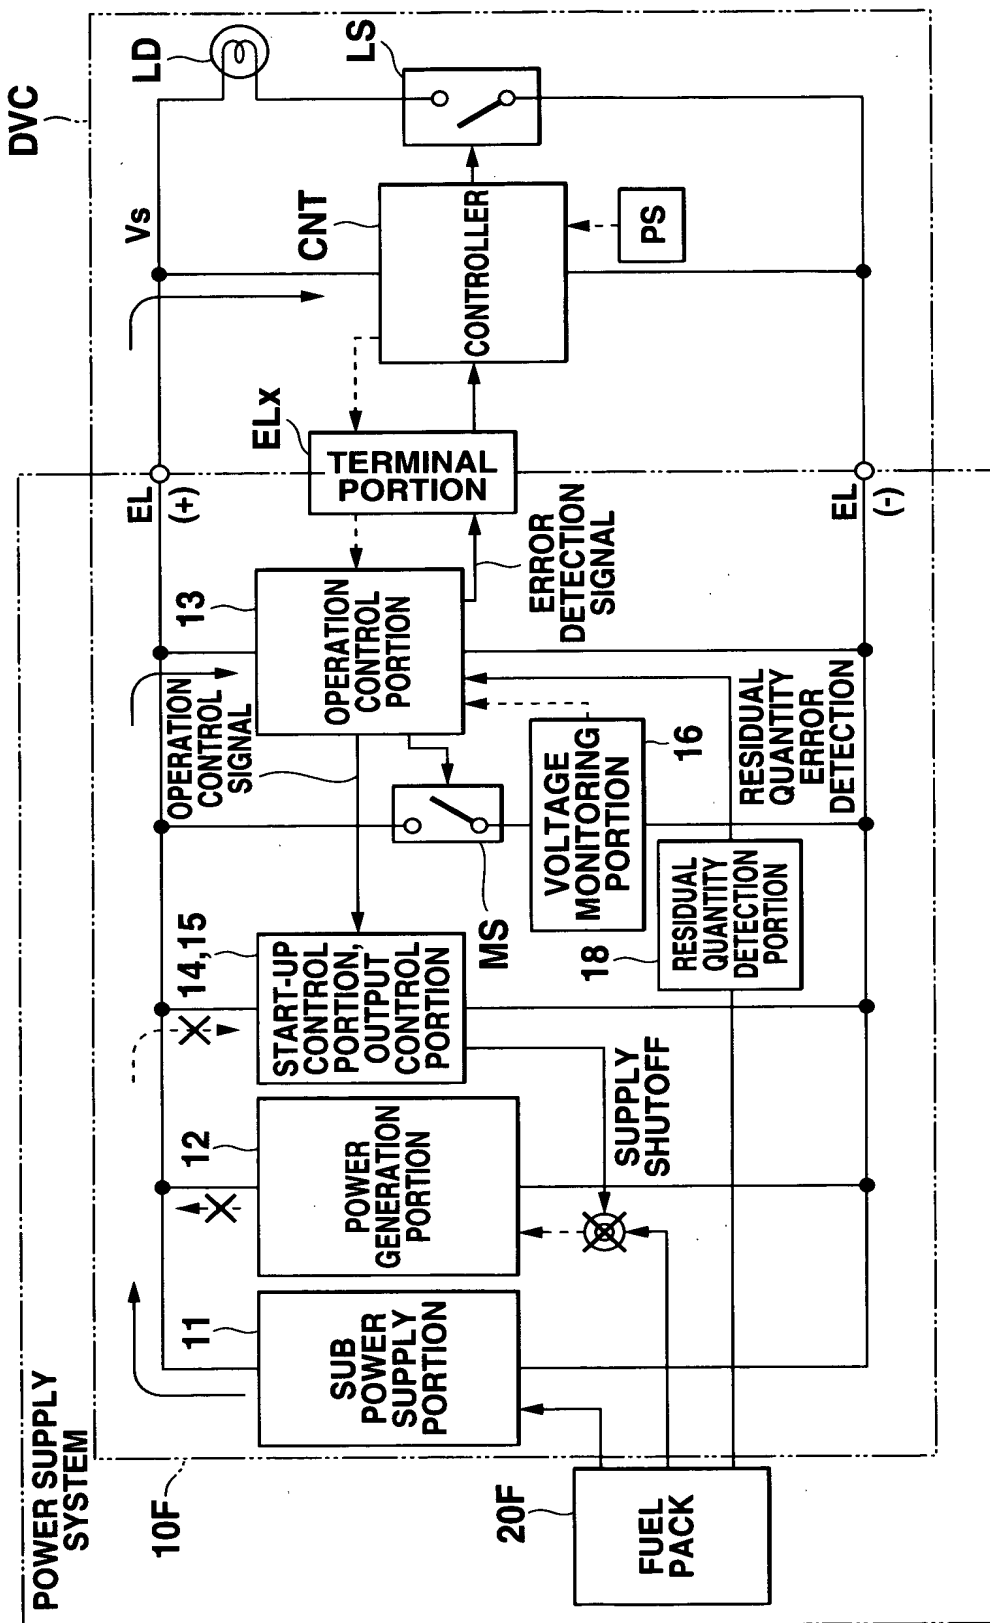 POWER SUPPLY
SYSTEM
DVC
10F
11
SUB
POWER
SUPPLY
PORTION
12
POWER
GENERATION
PORTION
14,15
START-UP
CONTROL
PORTION,
OUTPUT
CONTROL
PORTION
OPERATION
CONTROL
SIGNAL
13
OPERATION
CONTROL
PORTION
EL
(+)
ELx
TERMINAL
PORTION
Vs
CNT
CONTROLLER
LD
LS
PS
MS
VOLTAGE
MONITORING
PORTION
16
ERROR
DETECTION
SIGNAL
SUPPLY
SHUTOFF
18
RESIDUAL
QUANTITY
DETECTION
PORTION
RESIDUAL
QUANTITY
ERROR
DETECTION
EL
(-)
20F
FUEL
PACK